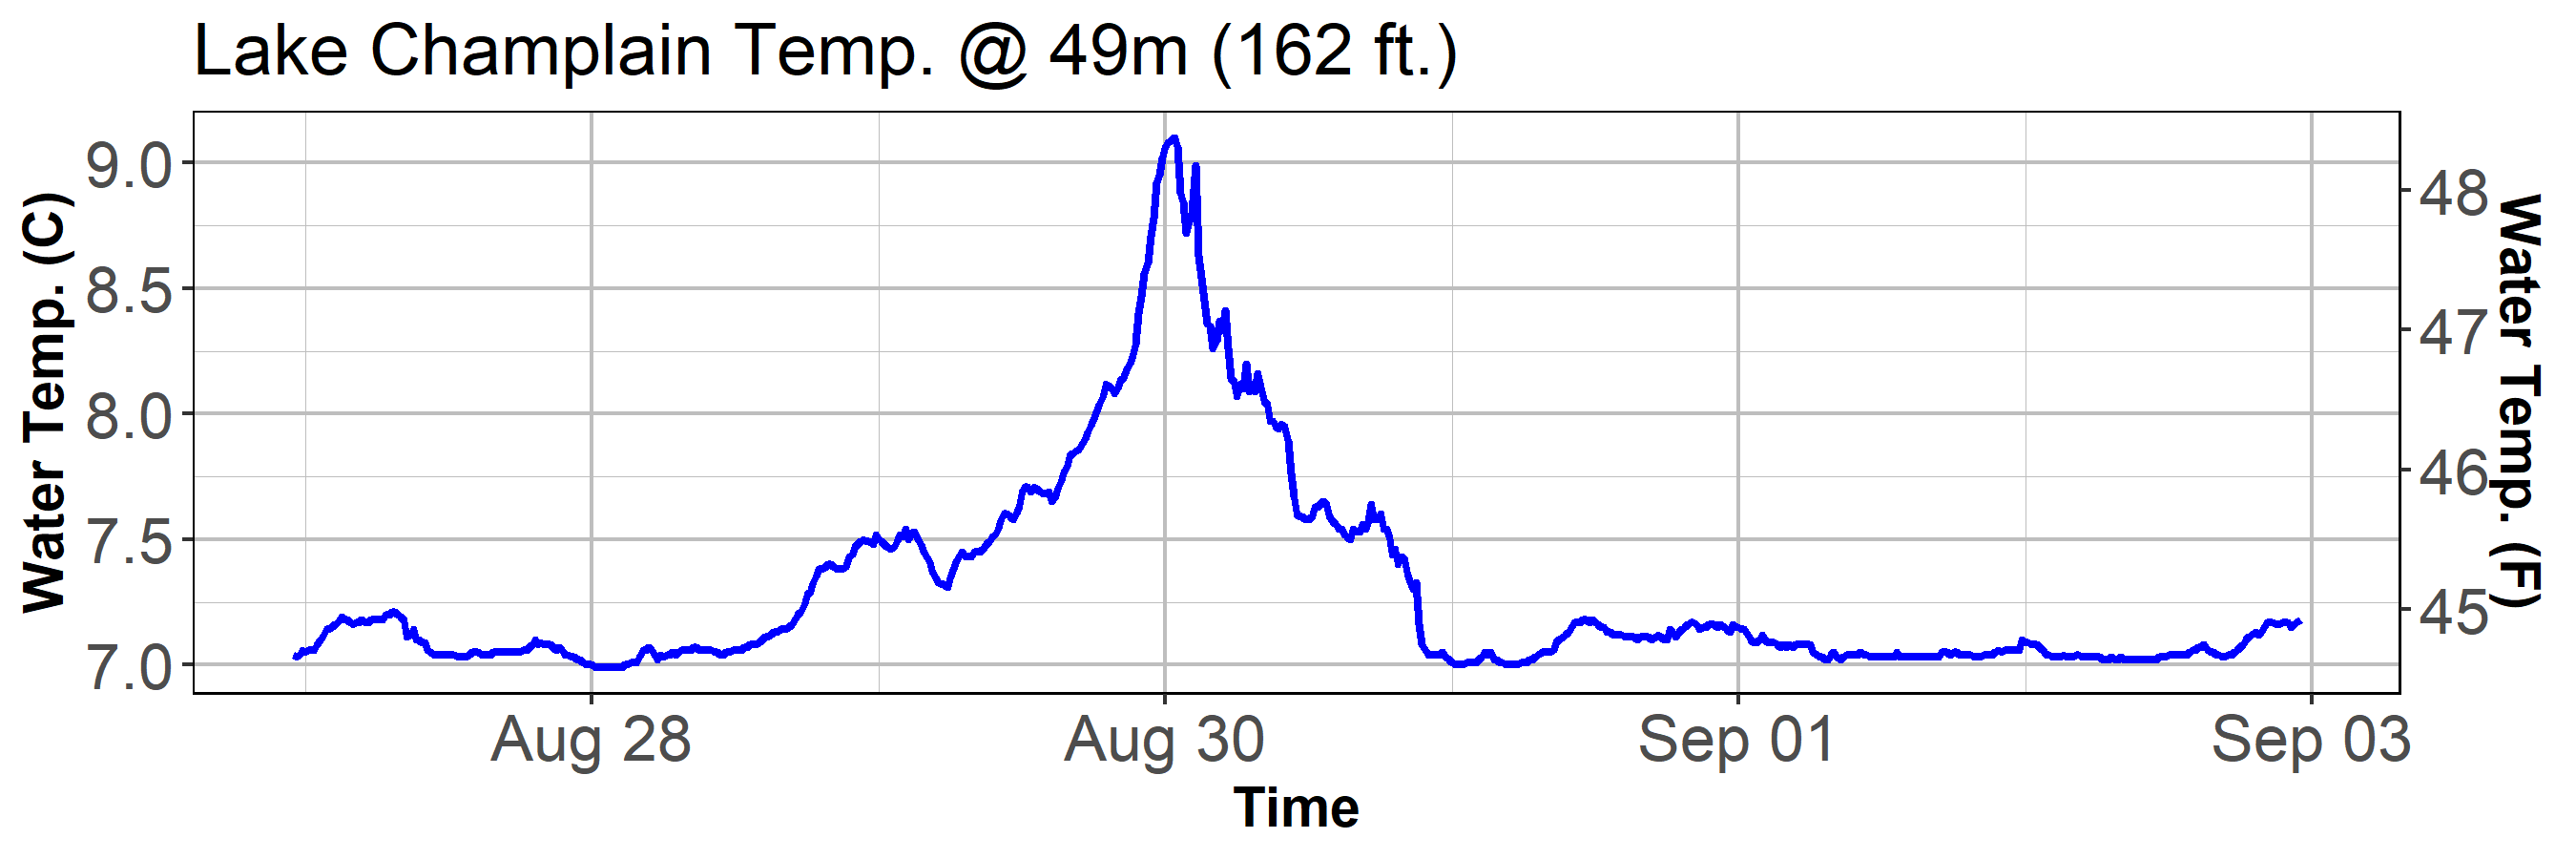 Lake Champlain Temp. @ 49m (162 ft.)
Water Temp. (C)
9.0
8.5
8.0
7.5
7.0
48
47
46
45
Water Temp. (F)
Aug 28
Aug 30
Sep 01
Sep 03
Time